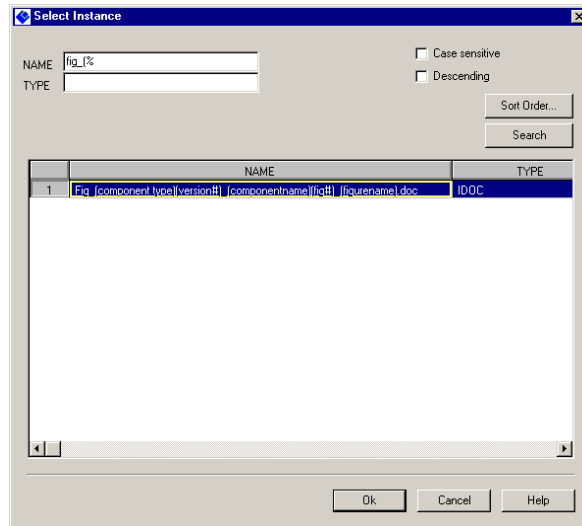 Select Instance
NAME fig_(%
TYPE
Case sensitive
Descending
Sort Order...
Search
NAME TYPE
1 Fig_(component type)(version#)_(componentname)(fig#)_(figurename).doc IDOC
Ok Cancel Help